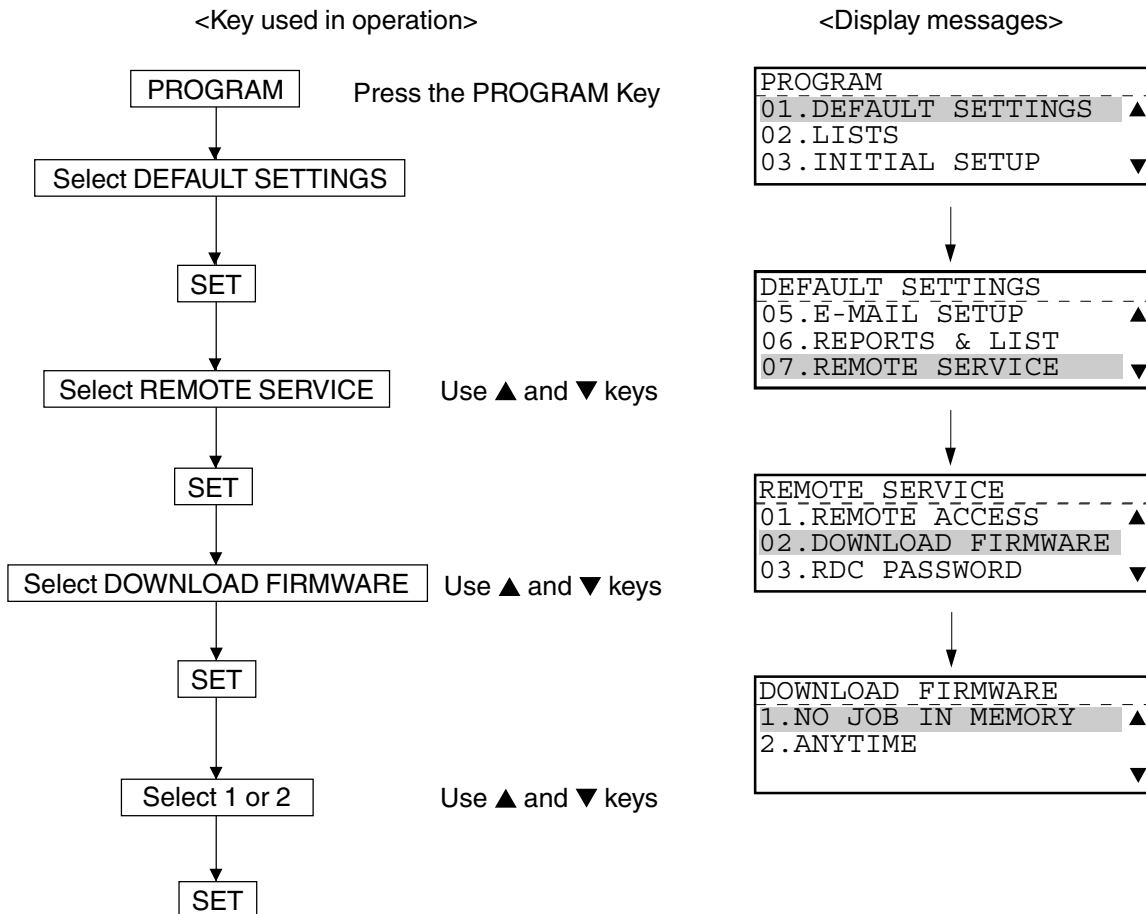 <Key used in operation>
PROGRAM
Press the PROGRAM Key
Select DEFAULT SETTINGS
SET
Select REMOTE SERVICE
Use ▲ and ▼ keys
SET
Select DOWNLOAD FIRMWARE
Use ▲ and ▼ keys
SET
Select 1 or 2
Use ▲ and ▼ keys
SET
<Display messages>
PROGRAM
01.DEFAULT SETTINGS ▲
02.LISTS
03.INITIAL SETUP ▼
DEFAULT SETTINGS
05.E-MAIL SETUP ▲
06.REPORTS & LIST
07.REMOTE SERVICE ▼
REMOTE SERVICE
01.REMOTE ACCESS ▲
02.DOWNLOAD FIRMWARE
03.RDC PASSWORD ▼
DOWNLOAD FIRMWARE
1.NO JOB IN MEMORY ▲
2.ANYTIME
▼